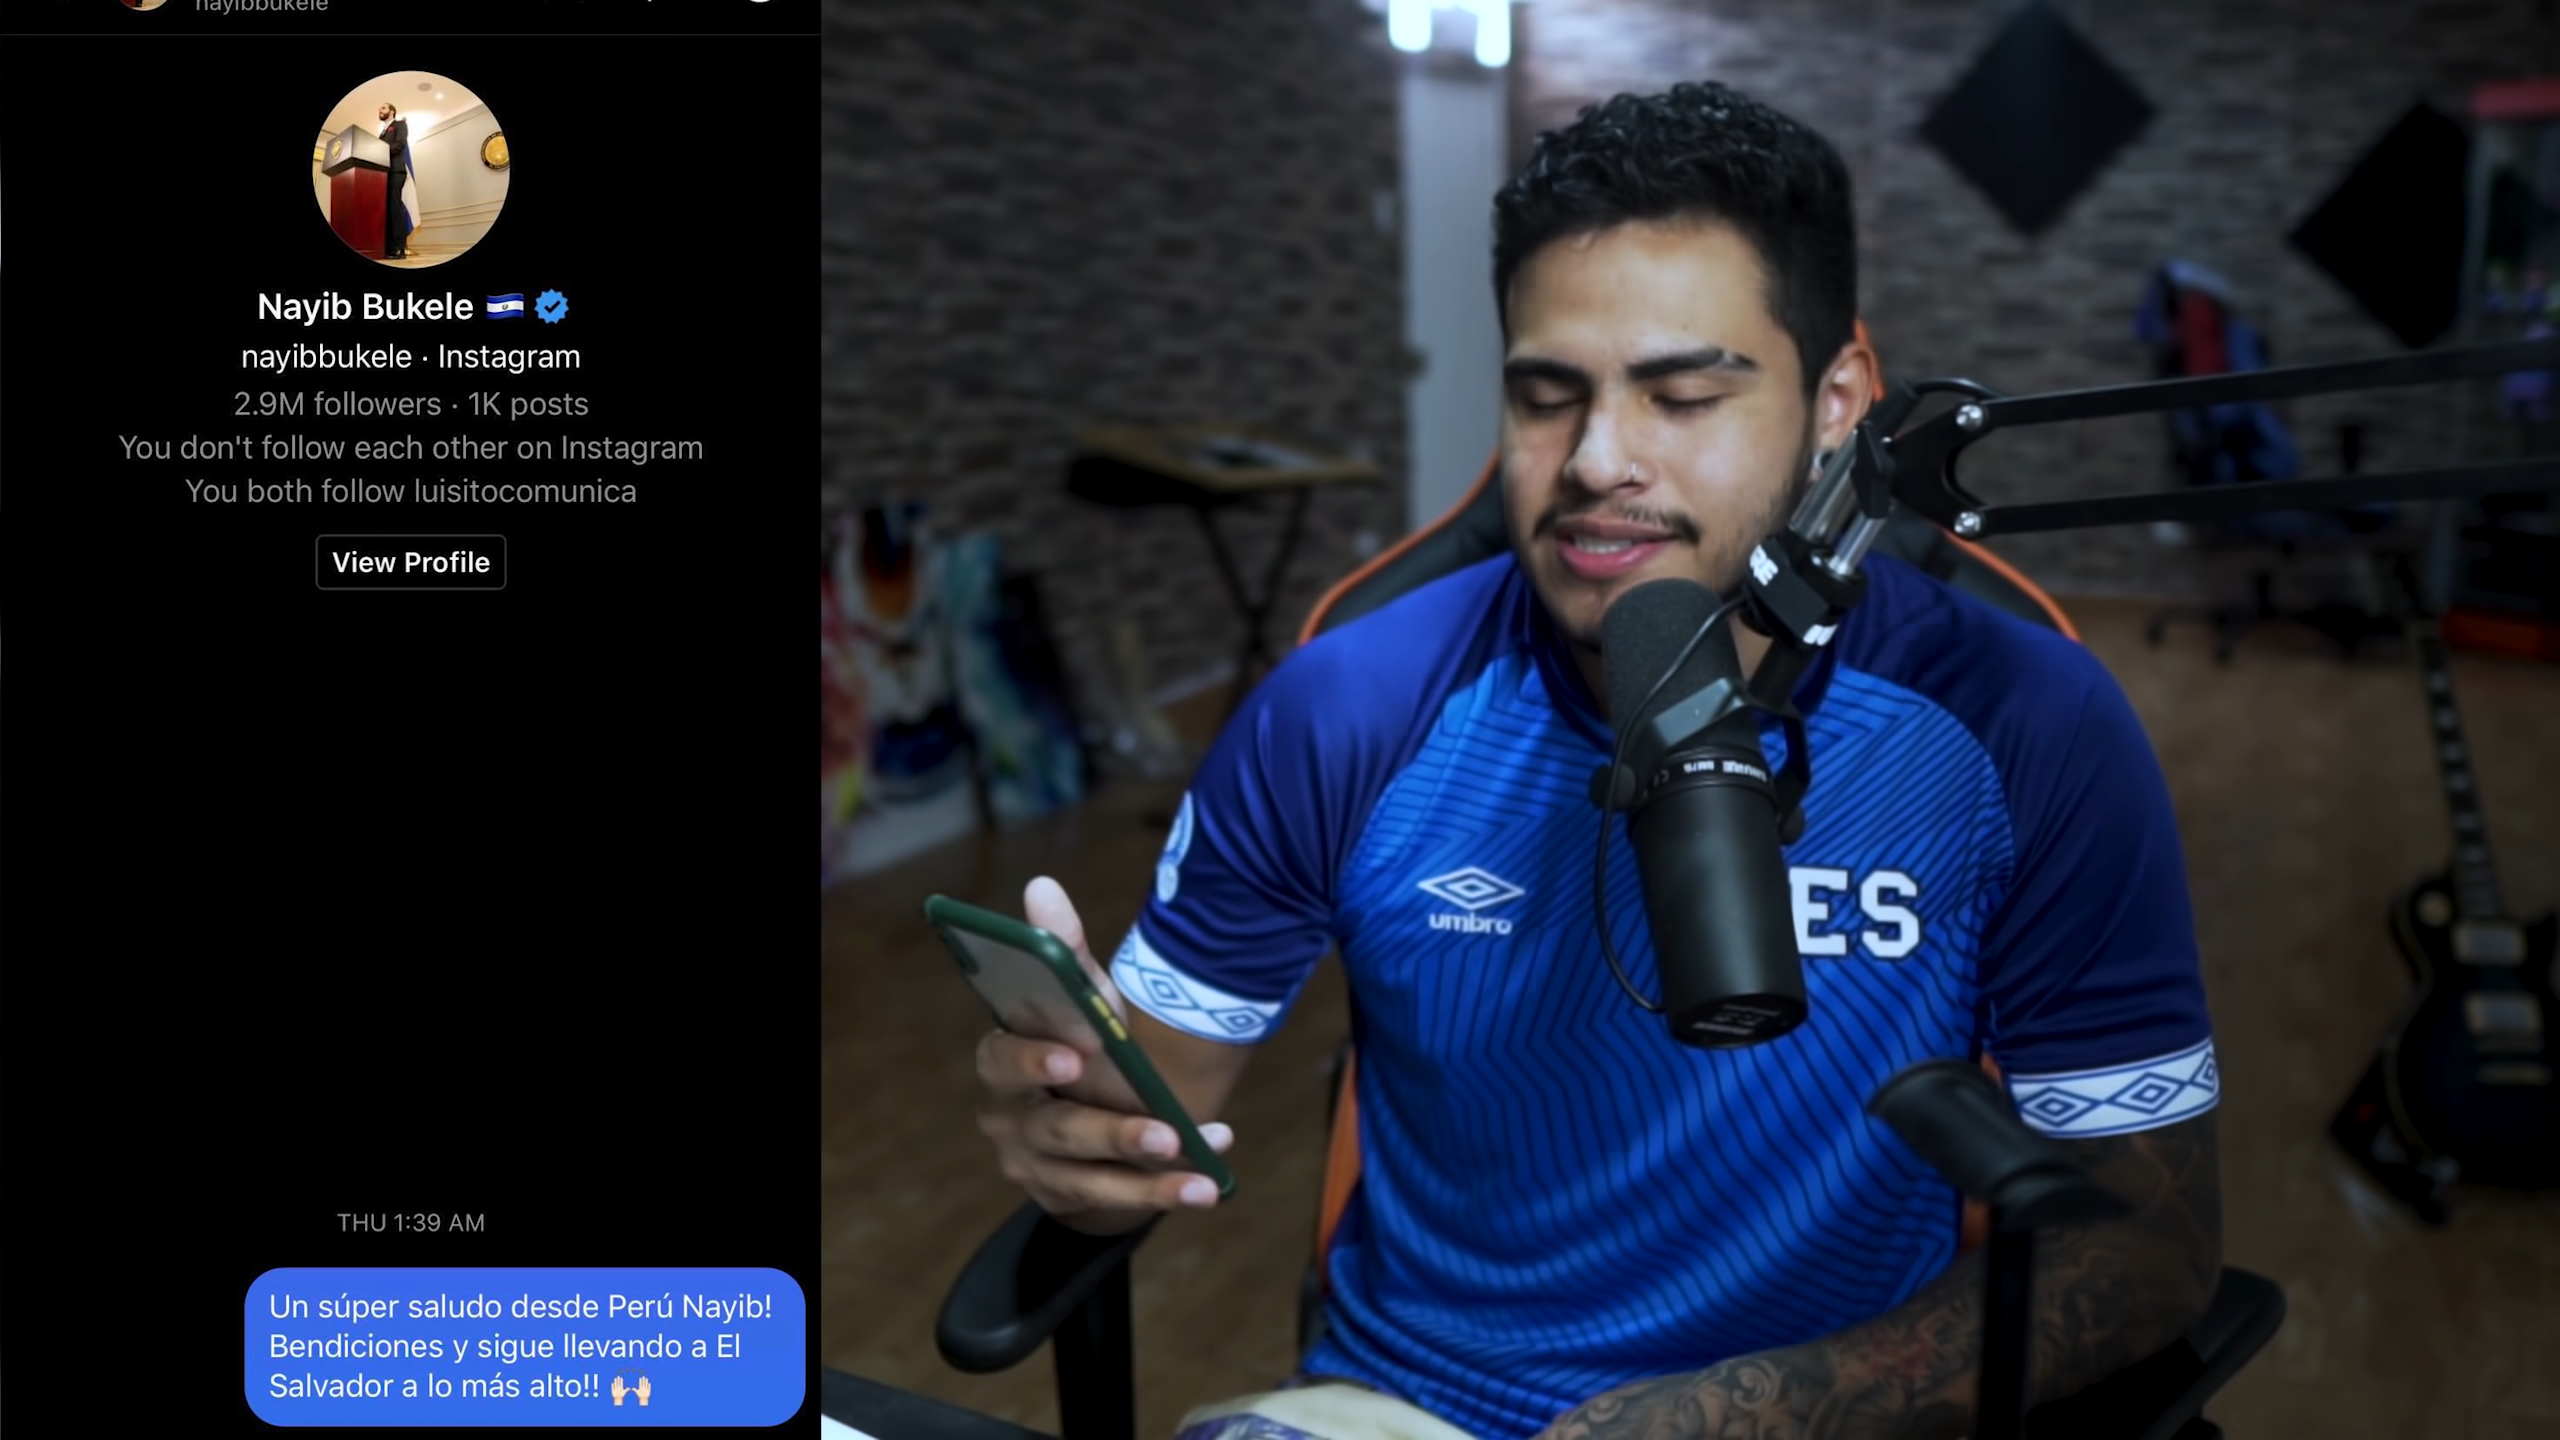 nayibbukele
Nayib Bukele 🇸🇻
nayibbukele · Instagram
2.9M followers · 1K posts
You don't follow each other on Instagram
You both follow luisitocomunica
View Profile
THU 1:39 AM
Un súper saludo desde Perú Nayib!
Bendiciones y sigue llevando a El
Salvador a lo más alto!! 🙌🏻
umbro
ES